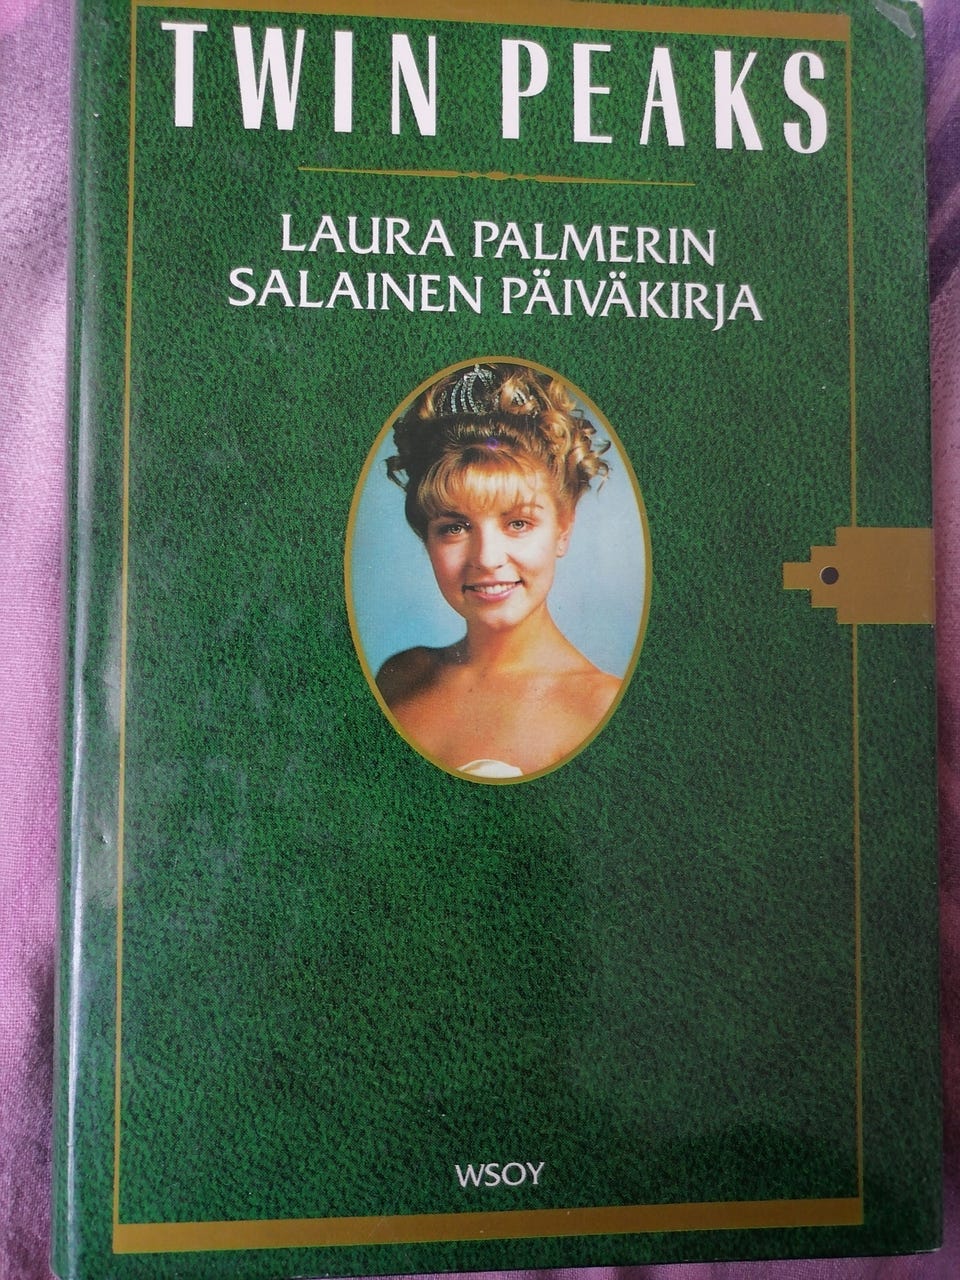 TWIN PEAKS
LAURA PALMERIN
SALAINEN PÄIVÄKIRJA
WSOY